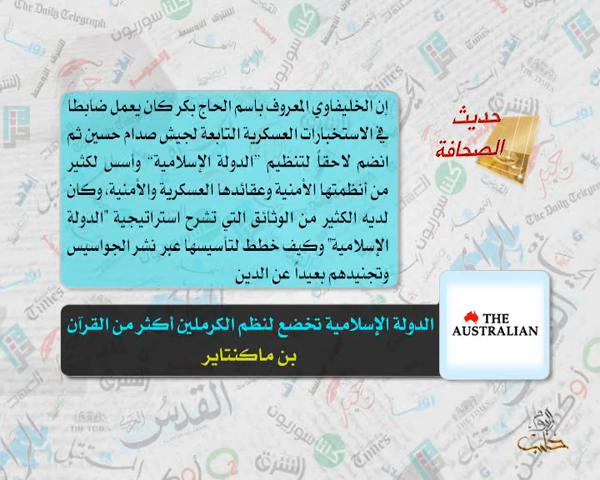 حديث
الصحافة
إن الخليفاوي المعروف باسم الحاج بكر كان يعمل ضابطا
في الاستخبارات العسكرية التابعة لجيش صدام حسين ثم
انضم لاحقاً لتنظيم "الدولة الإسلامية" وأسس لكثير
من أنظمتها الأمنية وعقائدها العسكرية والأمنية، وكان
لديه الكثير من الوثائق التي تشرح استراتيجية "الدولة
الإسلامية" وكيف خطط لتأسيسها عبر نشر الجواسيس
وتجنيدهم بعيداً عن الدين
THE
AUSTRALIAN
الدولة الإسلامية تخضع لنظم الكرملين أكثر من القرآن
بن ماكنتاير
حلب اليوم